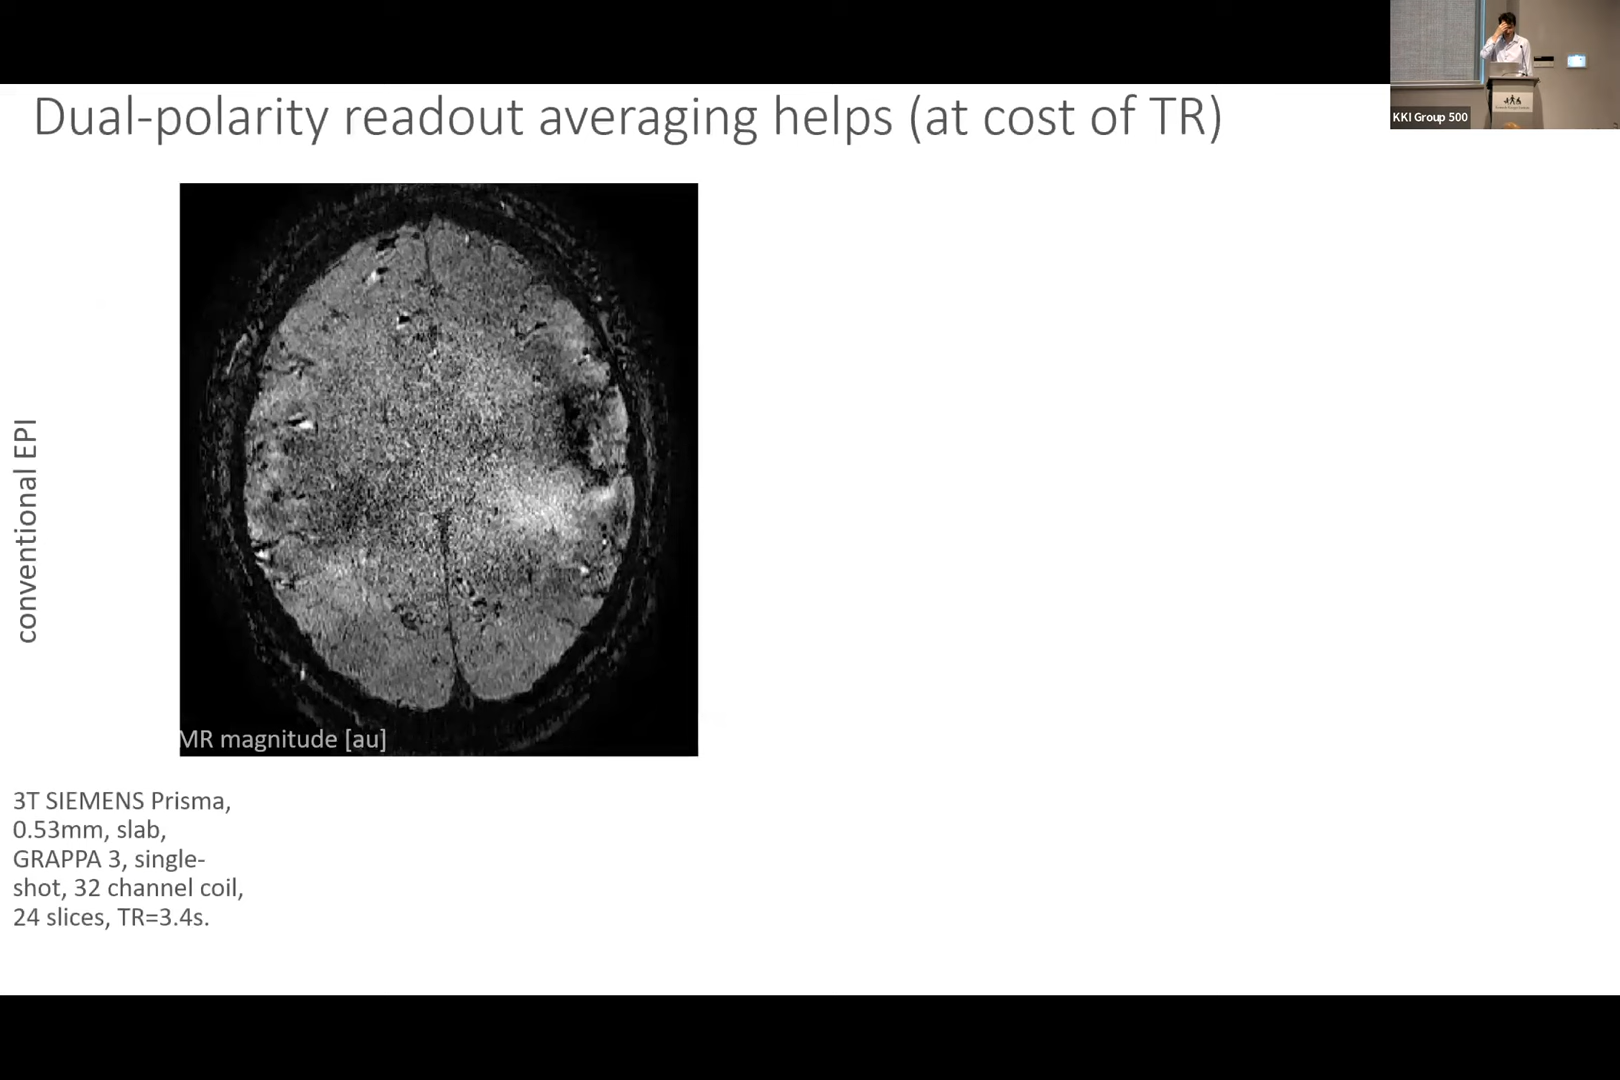 Dual-polarity readout averaging helps (at cost of TR)
KKI Group 500
conventional EPI
MR magnitude [au]
3T SIEMENS Prisma,
0.53mm, slab,
GRAPPA 3, single-
shot, 32 channel coil,
24 slices, TR=3.4s.